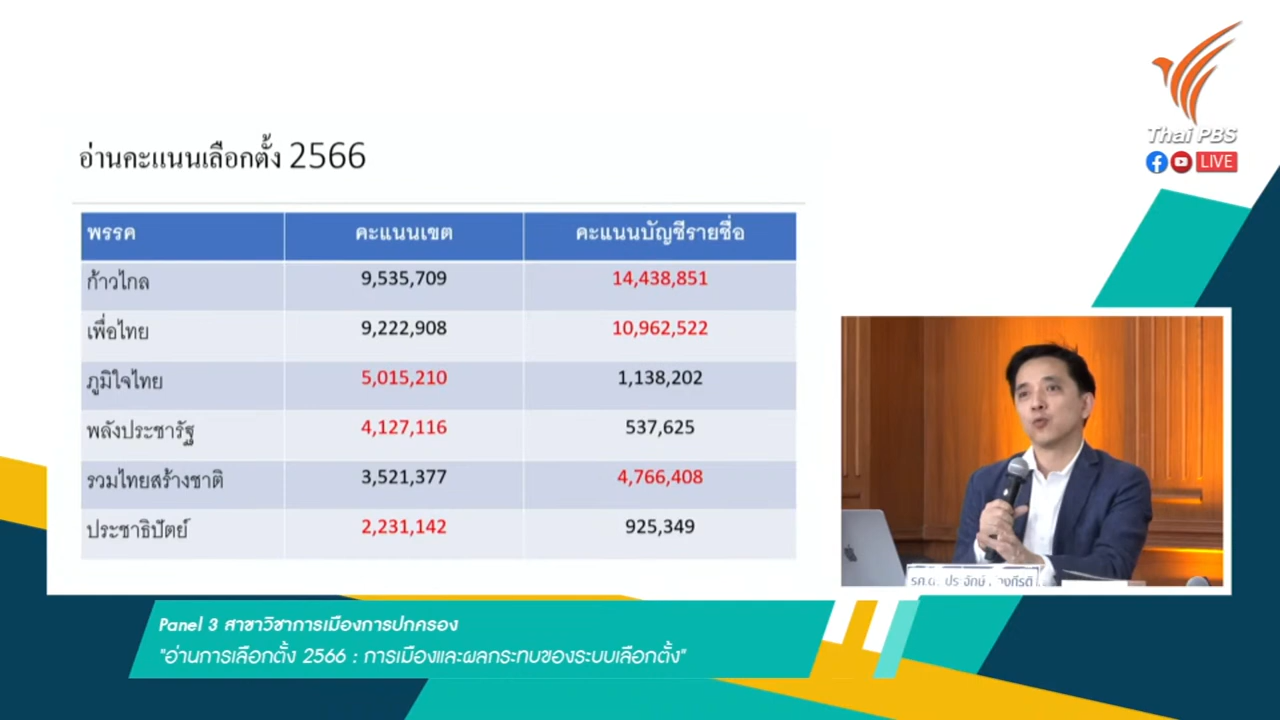 Thai PBS
LIVE
อ่านคะแนนเลือกตั้ง 2566
พรรค คะแนนเขต คะแนนบัญชีรายชื่อ
ก้าวไกล 9,535,709 14,438,851
เพื่อไทย 9,222,908 10,962,522
ภูมิใจไทย 5,015,210 1,138,202
พลังประชารัฐ 4,127,116 537,625
รวมไทยสร้างชาติ 3,521,377 4,766,408
ประชาธิปัตย์ 2,231,142 925,349
ประจักษ์
Panel 3 สาขาวิชาการเมืองการปกครอง
"อ่านการเลือกตั้ง 2566 : การเมืองและผลกระทบของระบบเลือกตั้ง"